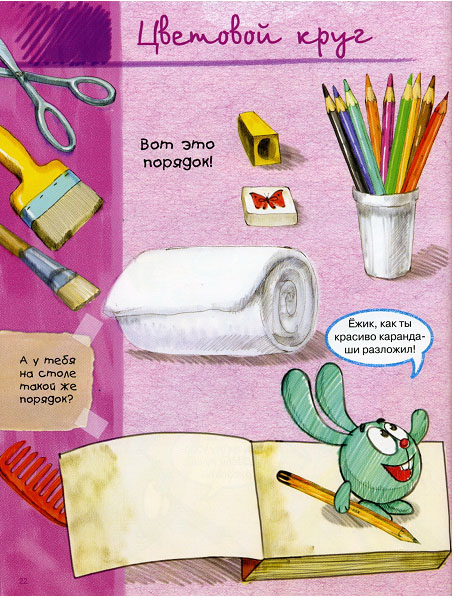 Цветовой круг
Вот это
порядок!
Ёжик, как ты
красиво каранда-
ши разложил!
А у тебя
на столе
такой же
порядок?
22